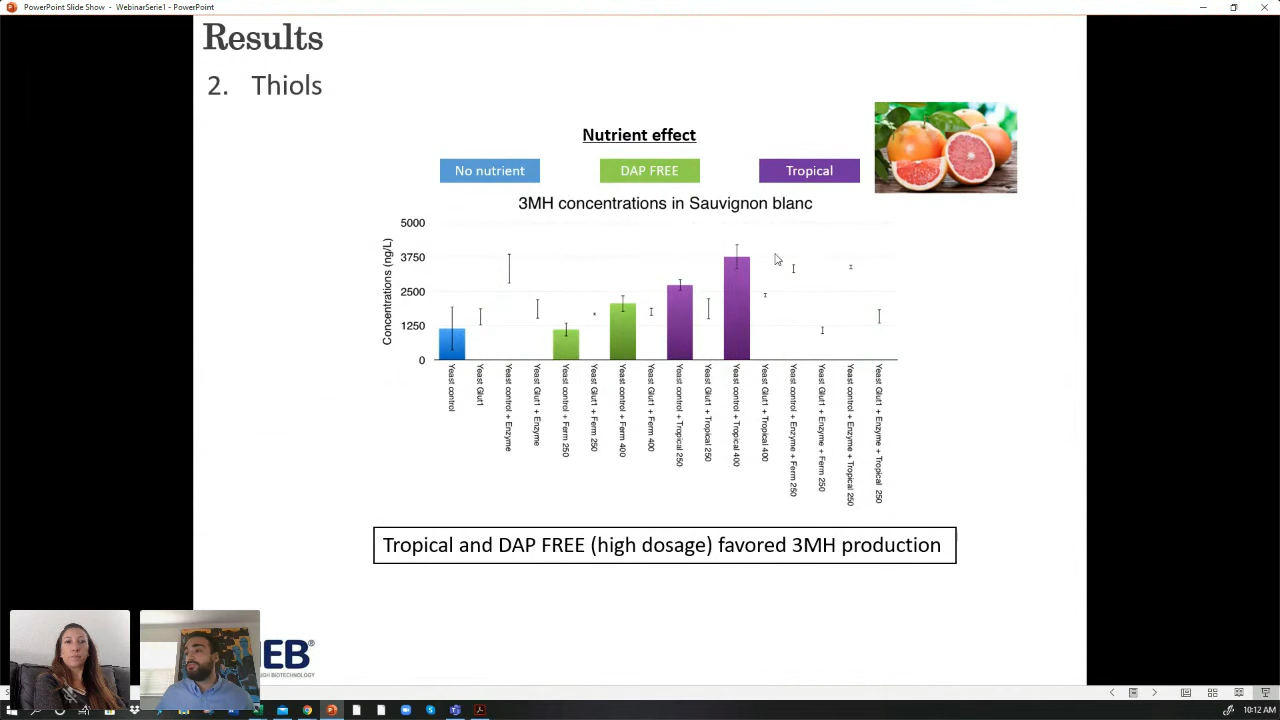 PowerPoint Slide Show - WebinarSerie1 - PowerPoint
Results
2. Thiols
Nutrient effect
No nutrient
DAP FREE
Tropical
3MH concentrations in Sauvignon blanc
Concentrations (ng/L)
5000
3750
2500
1250
0
Yeast control
Yeast Glut1
Yeast control + Enzyme
Yeast Glut1 + Enzyme
Yeast control + Ferm 250
Yeast Glut1 + Ferm 250
Yeast control + Ferm 400
Yeast Glut1 + Ferm 400
Yeast control + Tropical 250
Yeast Glut1 + Tropical 250
Yeast control + Tropical 400
Yeast Glut1 + Tropical 400
Yeast control + Enzyme + Ferm 250
Yeast Glut1 + Enzyme + Ferm 250
Yeast control + Enzyme + Tropical 250
Yeast Glut1 + Enzyme + Tropical 250
Tropical and DAP FREE (high dosage) favored 3MH production
EB®
GH BIOTECHNOLOGY
10:12 AM